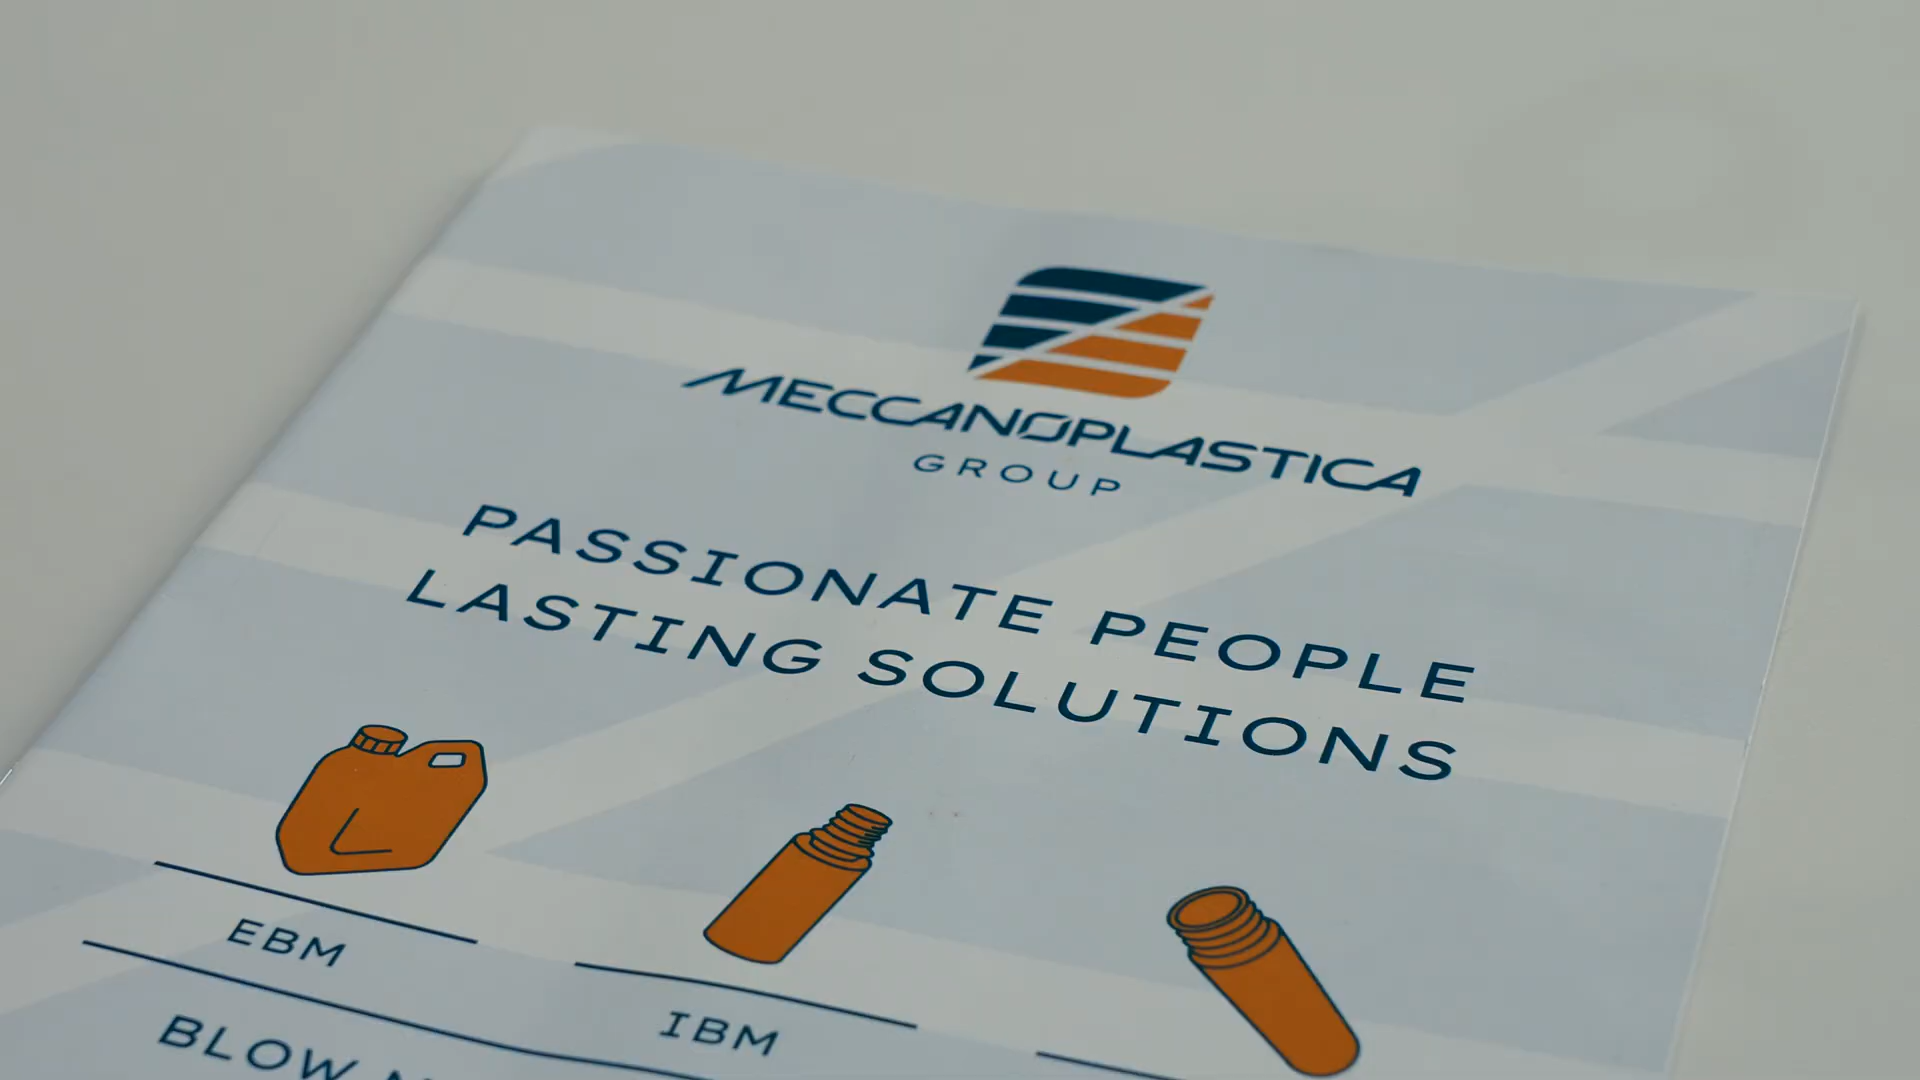 MECCANOPLASTICA
GROUP
PASSIONATE PEOPLE
LASTING SOLUTIONS
EBM
IBM
BLOW